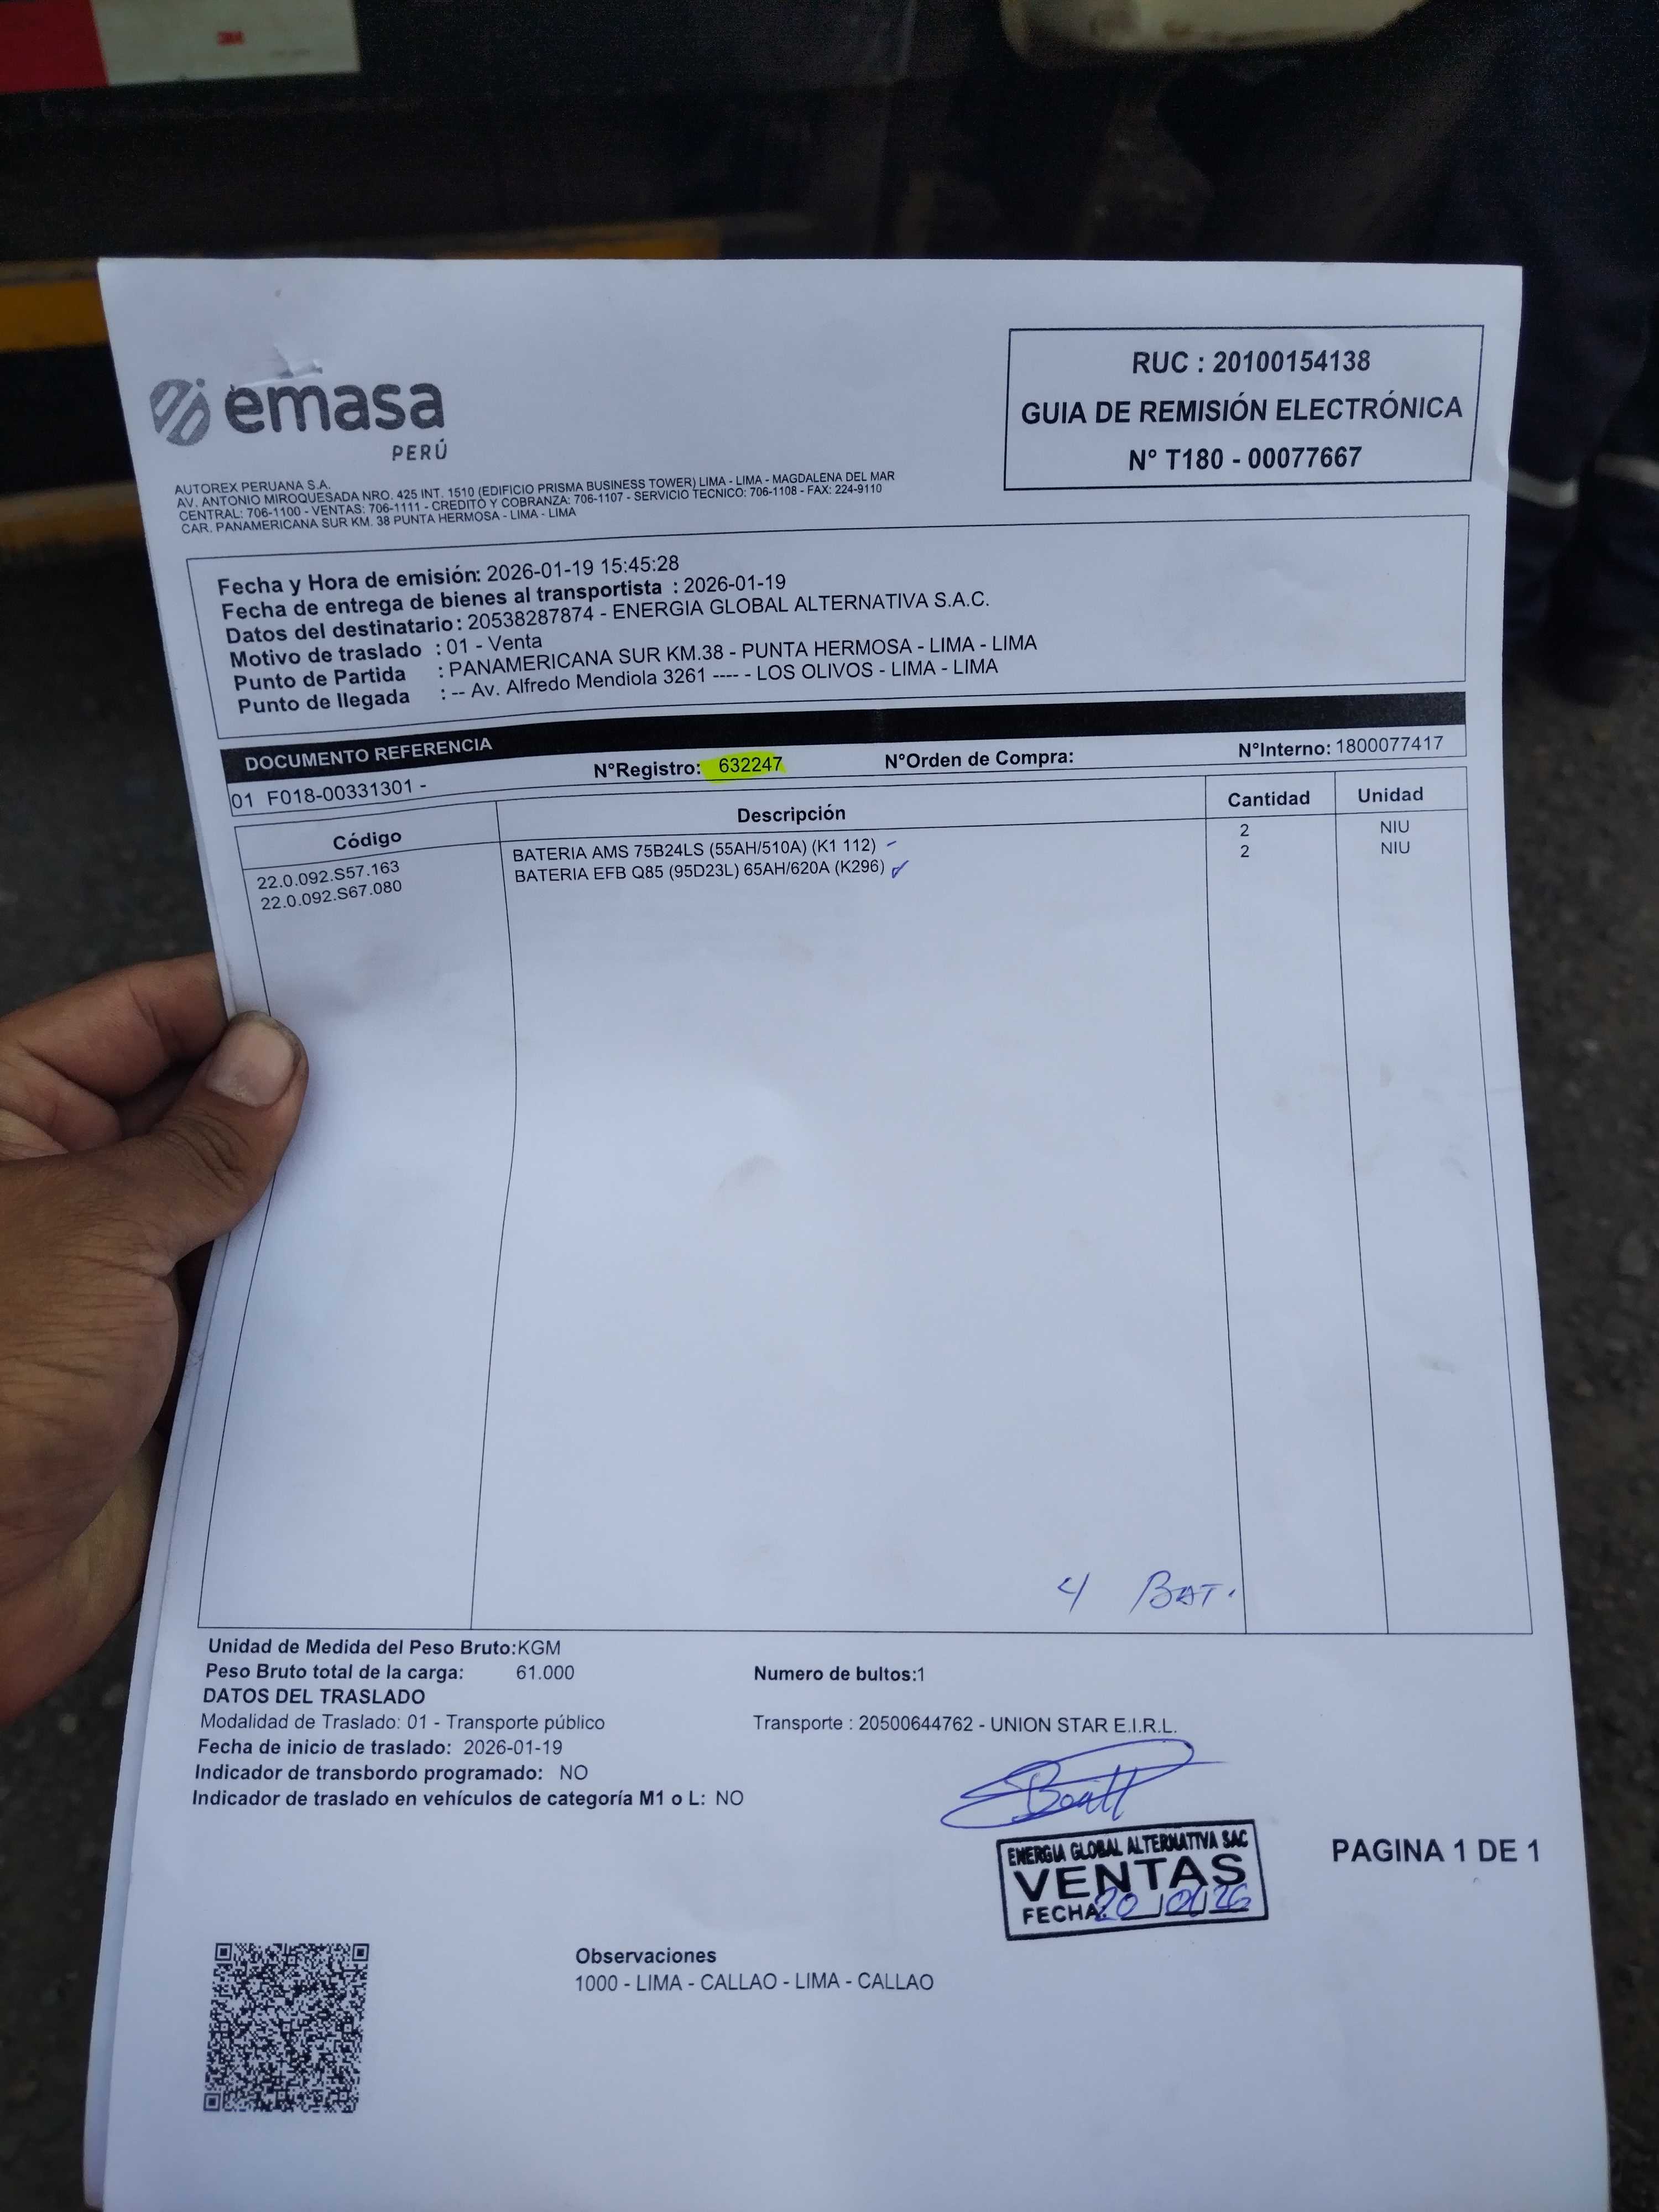 3M
emasa
PERÚ
RUC : 20100154138
GUIA DE REMISIÓN ELECTRÓNICA
N° T180 - 00077667
AUTOREX PERUANA S.A.
AV. ANTONIO MIROQUESADA NRO. 425 INT. 1510 (EDIFICIO PRISMA BUSINESS TOWER) LIMA - LIMA - MAGDALENA DEL MAR
CENTRAL: 706-1100 - VENTAS: 706-1111 - CREDITO Y COBRANZA: 706-1107 - SERVICIO TECNICO: 706-1108 - FAX: 224-9110
CAR. PANAMERICANA SUR KM. 38 PUNTA HERMOSA - LIMA - LIMA
Fecha y Hora de emisión: 2026-01-19 15:45:28
Fecha de entrega de bienes al transportista : 2026-01-19
Datos del destinatario: 20538287874 - ENERGIA GLOBAL ALTERNATIVA S.A.C.
Motivo de traslado : 01 - Venta
Punto de Partida : PANAMERICANA SUR KM.38 - PUNTA HERMOSA - LIMA - LIMA
Punto de llegada : -- Av. Alfredo Mendiola 3261 ---- - LOS OLIVOS - LIMA - LIMA
DOCUMENTO REFERENCIA
01 F018-00331301 - N°Registro: 632247 N°Orden de Compra: N°Interno: 1800077417
Código Descripción Cantidad Unidad
22.0.092.S57.163 BATERIA AMS 75B24LS (55AH/510A) (K1 112) 2 NIU
22.0.092.S67.080 BATERIA EFB Q85 (95D23L) 65AH/620A (K296) 2 NIU
4 BAT.
Unidad de Medida del Peso Bruto:KGM
Peso Bruto total de la carga: 61.000 Numero de bultos:1
DATOS DEL TRASLADO
Modalidad de Traslado: 01 - Transporte público Transporte : 20500644762 - UNION STAR E.I.R.L.
Fecha de inicio de traslado: 2026-01-19
Indicador de transbordo programado: NO
Indicador de traslado en vehículos de categoría M1 o L: NO
ENERGIA GLOBAL ALTERNATIVA SAC
VENTAS
FECHA: 20/01/26
PAGINA 1 DE 1
Observaciones
1000 - LIMA - CALLAO - LIMA - CALLAO